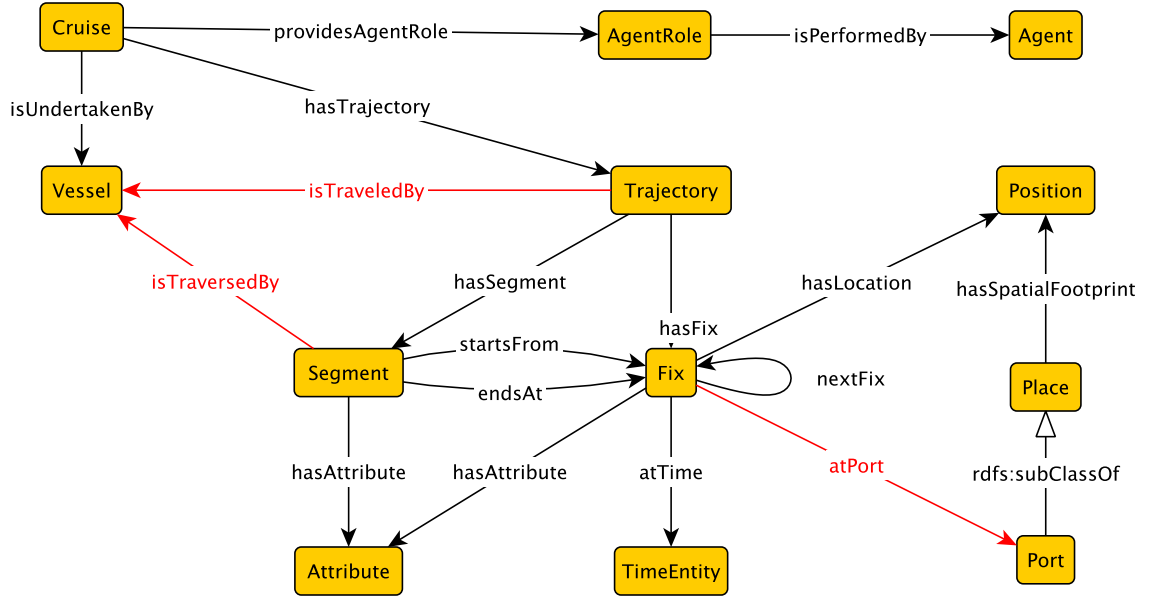 Cruise
providesAgentRole
AgentRole
isPerformedBy
Agent
isUndertakenBy
hasTrajectory
Vessel
isTraveledBy
Trajectory
Position
isTraversedBy
hasSegment
hasLocation
hasSpatialFootprint
hasFix
startsFrom
Segment
Fix
nextFix
Place
endsAt
hasAttribute
hasAttribute
atTime
atPort
rdfs:subClassOf
Attribute
TimeEntity
Port